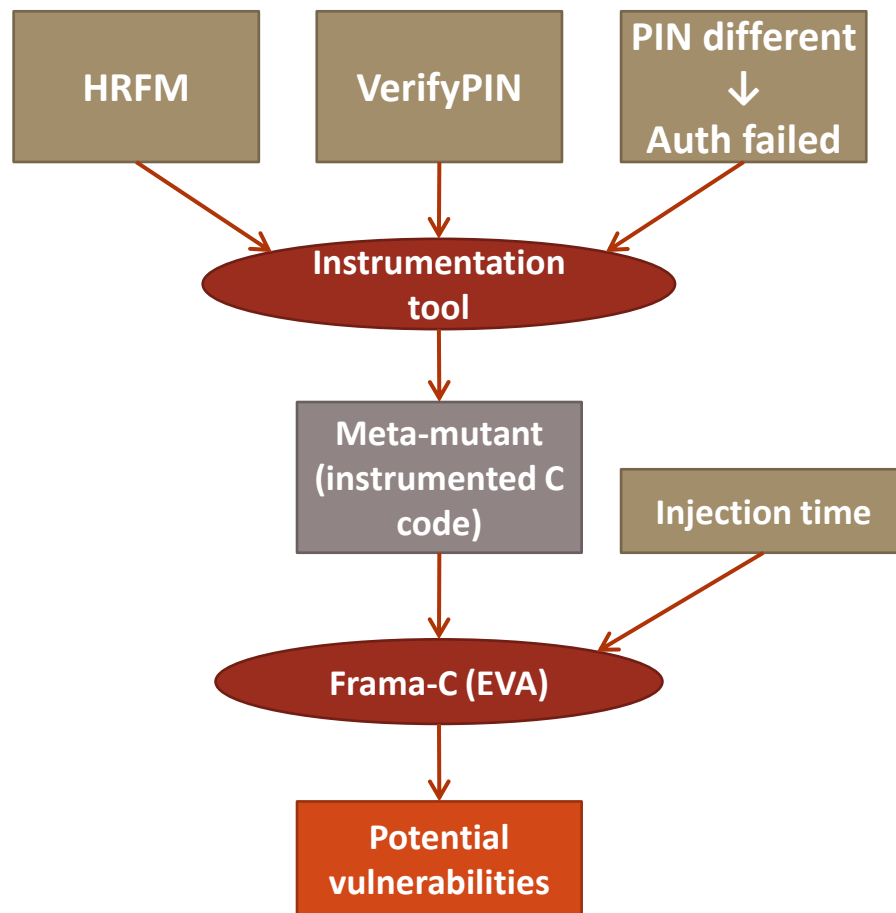 HRFM
VerifyPIN
PIN different
↓
Auth failed
Instrumentation
tool
Meta-mutant
(instrumented C
code)
Injection time
Frama-C (EVA)
Potential
vulnerabilities